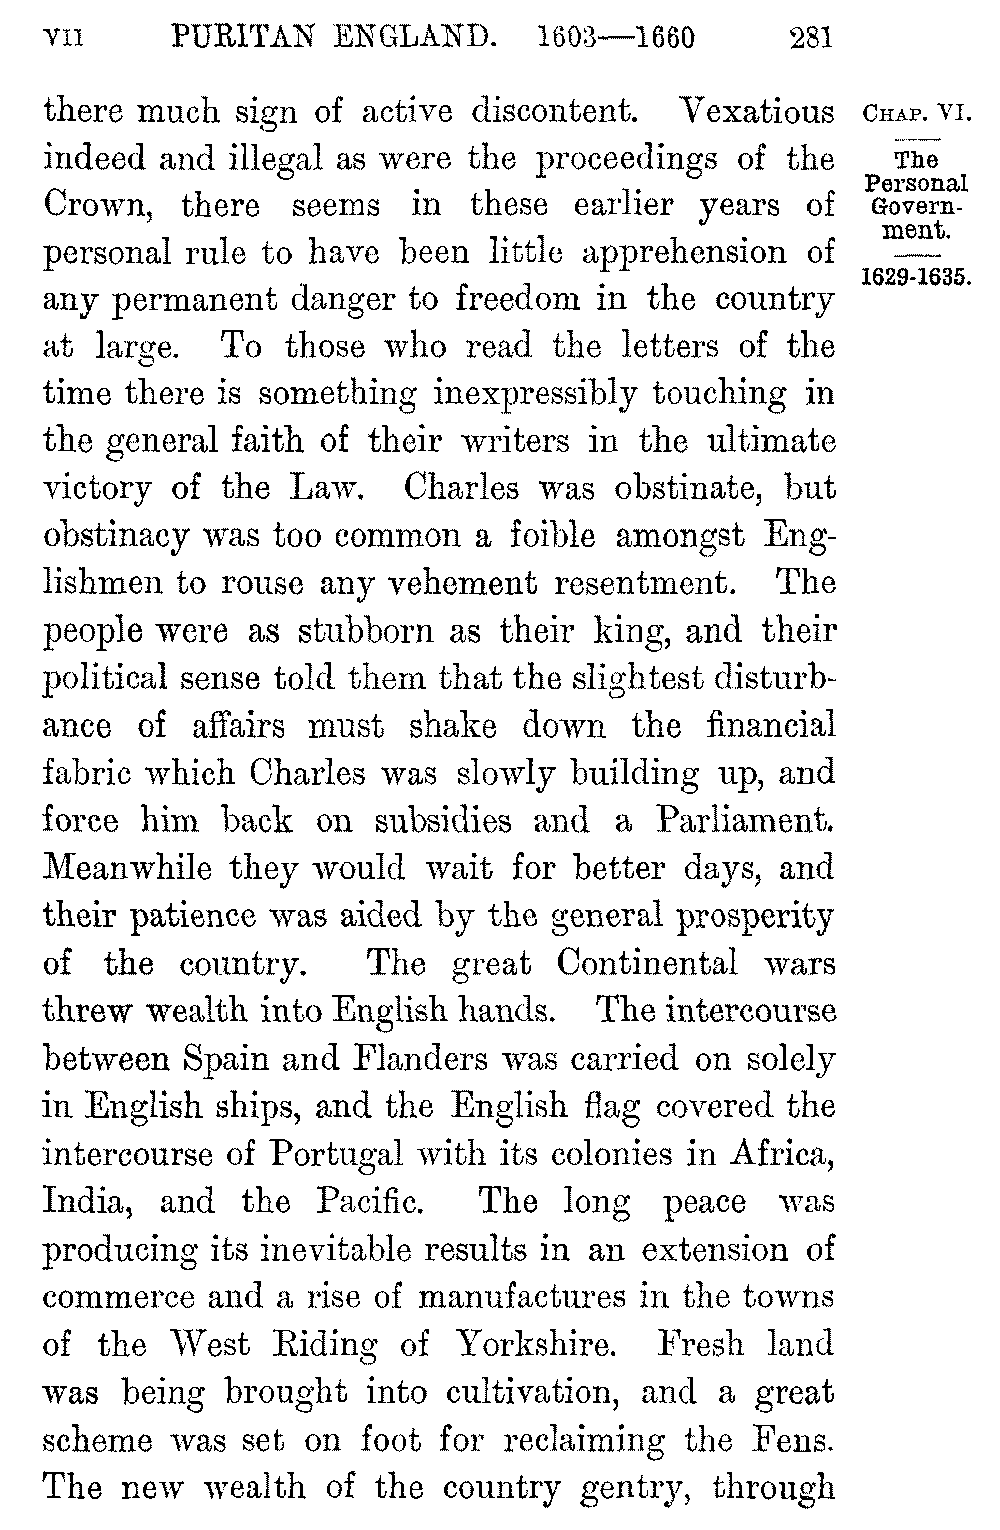 VII PURITAN ENGLAND. 1603—1660 281
there much sign of active discontent. Vexatious
indeed and illegal as were the proceedings of the
Crown, there seems in these earlier years of
personal rule to have been little apprehension of
any permanent danger to freedom in the country
at large. To those who read the letters of the
time there is something inexpressibly touching in
the general faith of their writers in the ultimate
victory of the Law. Charles was obstinate, but
obstinacy was too common a foible amongst Eng-
lishmen to rouse any vehement resentment. The
people were as stubborn as their king, and their
political sense told them that the slightest disturb-
ance of affairs must shake down the financial
fabric which Charles was slowly building up, and
force him back on subsidies and a Parliament.
Meanwhile they would wait for better days, and
their patience was aided by the general prosperity
of the country. The great Continental wars
threw wealth into English hands. The intercourse
between Spain and Flanders was carried on solely
in English ships, and the English flag covered the
intercourse of Portugal with its colonies in Africa,
India, and the Pacific. The long peace was
producing its inevitable results in an extension of
commerce and a rise of manufactures in the towns
of the West Riding of Yorkshire. Fresh land
was being brought into cultivation, and a great
scheme was set on foot for reclaiming the Fens.
The new wealth of the country gentry, through
CHAP. VI.
The
Personal
Govern-
ment.
1629-1635.